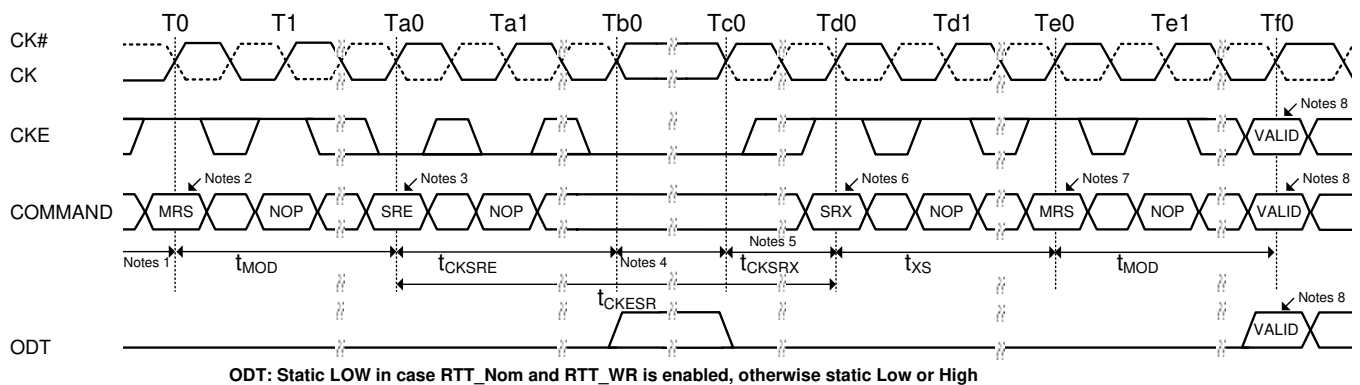 T0 T1 Ta0 Ta1 Tb0 Tc0 Td0 Td1 Te0 Te1 Tf0
CK#
CK
Notes 8
CKE VALID
Notes 2 Notes 3 Notes 6 Notes 7 Notes 8
COMMAND MRS NOP SRE NOP SRX NOP MRS NOP VALID
Notes 1 tMOD tCKSRE Notes 4 Notes 5 tCKSRX tXS tMOD
tCKESR
Notes 8
ODT VALID
ODT: Static LOW in case RTT_Nom and RTT_WR is enabled, otherwise static Low or High